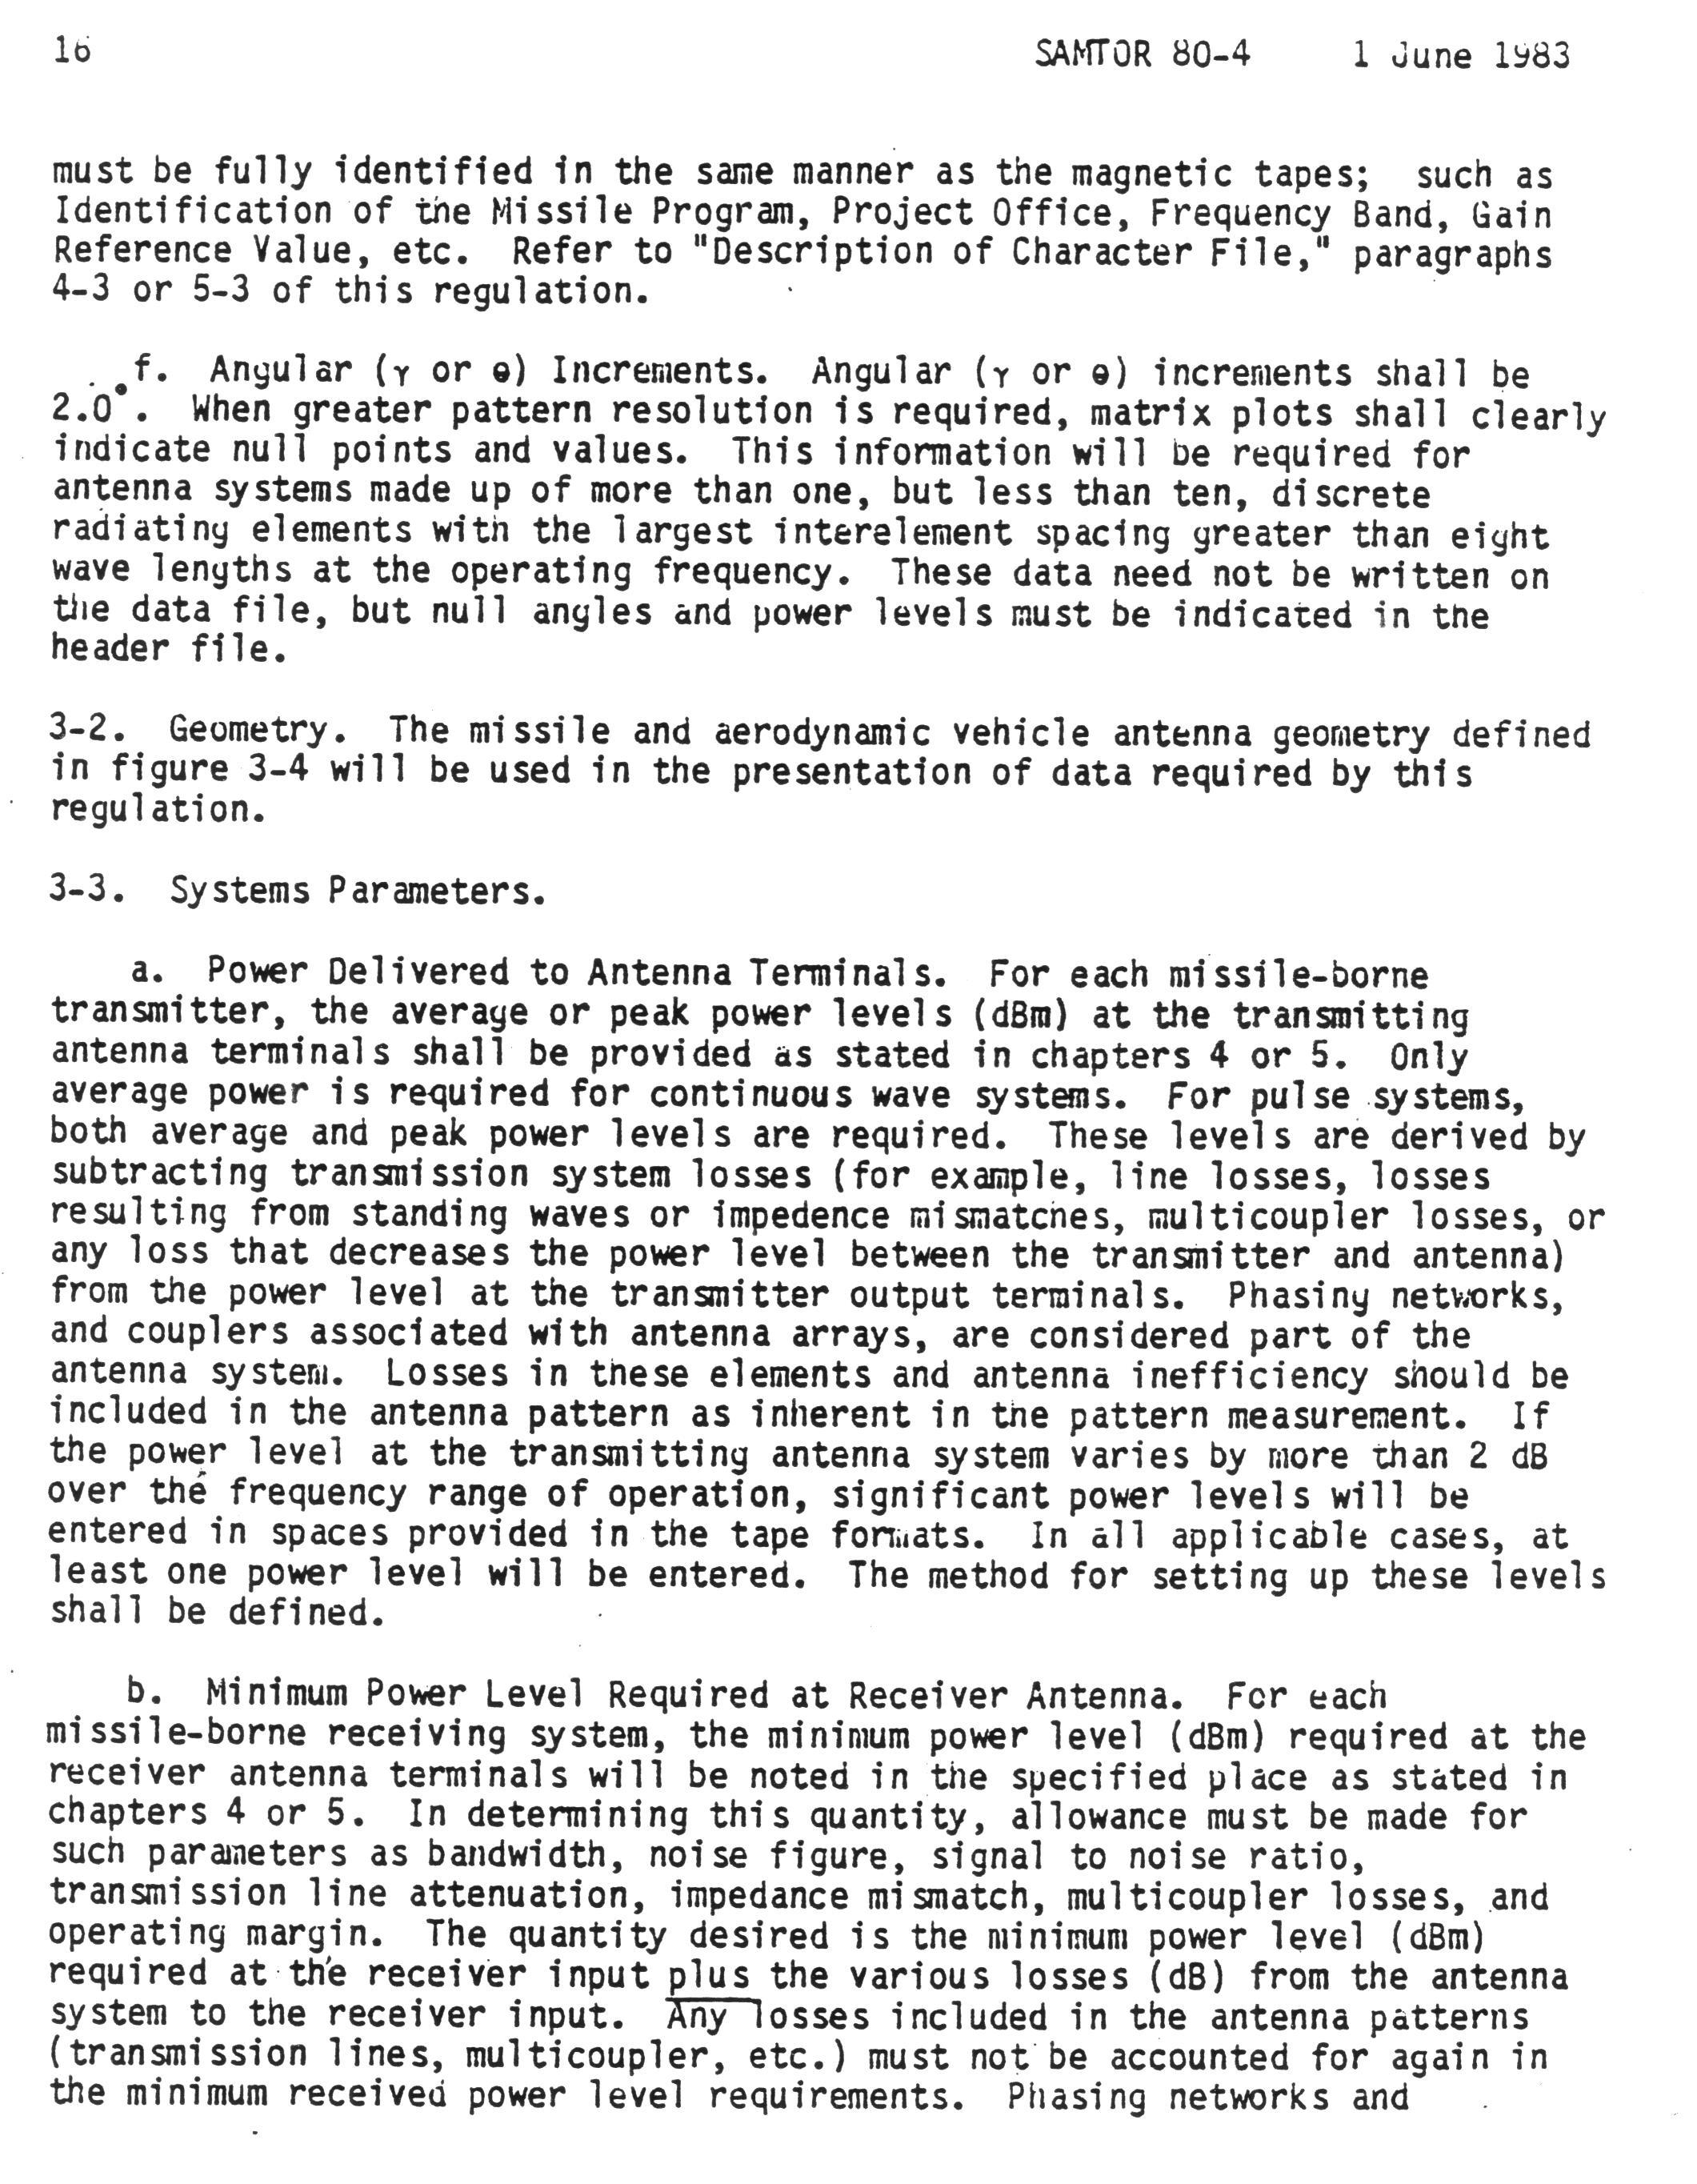 16 SAMTOR 80-4 1 June 1983
must be fully identified in the same manner as the magnetic tapes; such as
Identification of the Missile Program, Project Office, Frequency Band, Gain
Reference Value, etc. Refer to "Description of Character File," paragraphs
4-3 or 5-3 of this regulation.
f. Angular (γ or θ) Increments. Angular (γ or θ) increments shall be
2.0°. When greater pattern resolution is required, matrix plots shall clearly
indicate null points and values. This information will be required for
antenna systems made up of more than one, but less than ten, discrete
radiating elements with the largest interelement spacing greater than eight
wave lengths at the operating frequency. These data need not be written on
the data file, but null angles and power levels must be indicated in the
header file.
3-2. Geometry. The missile and aerodynamic vehicle antenna geometry defined
in figure 3-4 will be used in the presentation of data required by this
regulation.
3-3. Systems Parameters.
a. Power Delivered to Antenna Terminals. For each missile-borne
transmitter, the average or peak power levels (dBm) at the transmitting
antenna terminals shall be provided as stated in chapters 4 or 5. Only
average power is required for continuous wave systems. For pulse systems,
both average and peak power levels are required. These levels are derived by
subtracting transmission system losses (for example, line losses, losses
resulting from standing waves or impedence mismatches, multicoupler losses, or
any loss that decreases the power level between the transmitter and antenna)
from the power level at the transmitter output terminals. Phasing networks,
and couplers associated with antenna arrays, are considered part of the
antenna system. Losses in these elements and antenna inefficiency should be
included in the antenna pattern as inherent in the pattern measurement. If
the power level at the transmitting antenna system varies by more than 2 dB
over the frequency range of operation, significant power levels will be
entered in spaces provided in the tape formats. In all applicable cases, at
least one power level will be entered. The method for setting up these levels
shall be defined.
b. Minimum Power Level Required at Receiver Antenna. For each
missile-borne receiving system, the minimum power level (dBm) required at the
receiver antenna terminals will be noted in the specified place as stated in
chapters 4 or 5. In determining this quantity, allowance must be made for
such parameters as bandwidth, noise figure, signal to noise ratio,
transmission line attenuation, impedance mismatch, multicoupler losses, and
operating margin. The quantity desired is the minimum power level (dBm)
required at the receiver input plus the various losses (dB) from the antenna
system to the receiver input. Any losses included in the antenna patterns
(transmission lines, multicoupler, etc.) must not be accounted for again in
the minimum received power level requirements. Phasing networks and